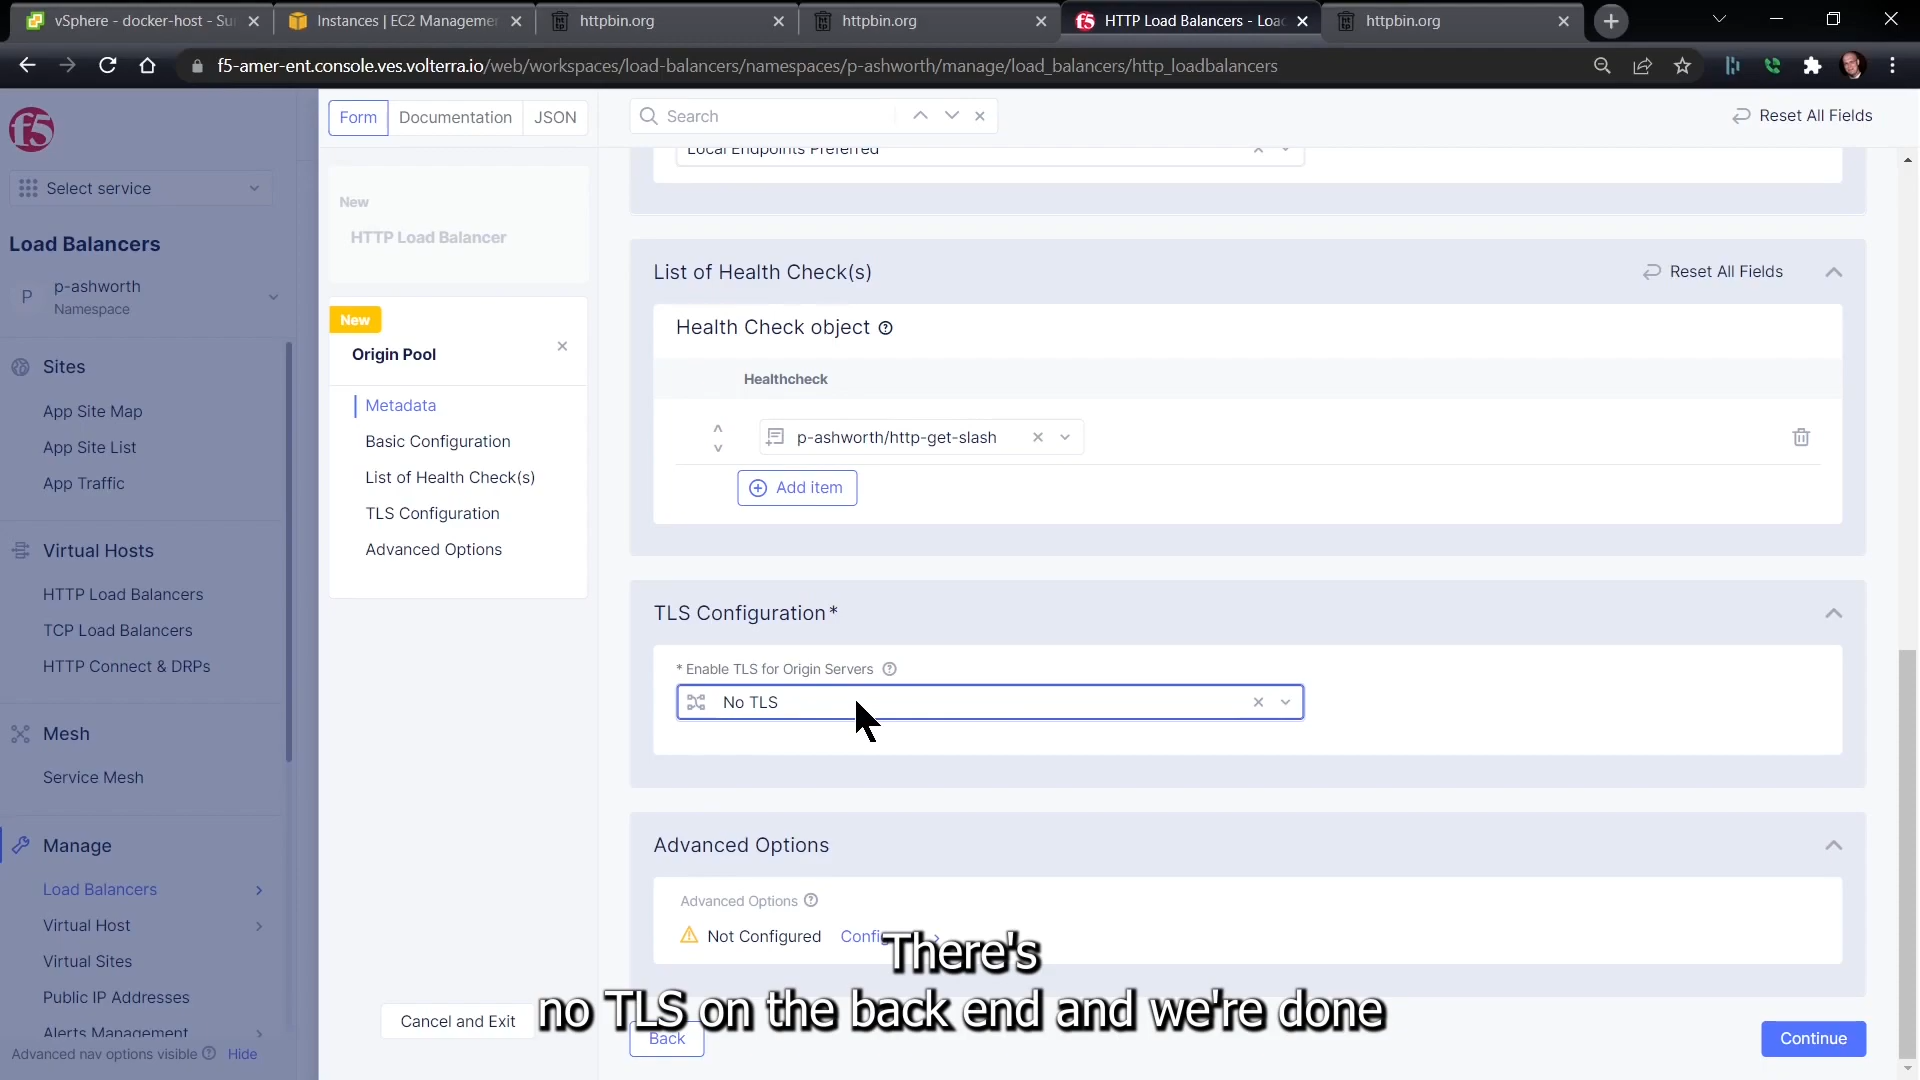 vSphere - docker-host - Su
Instances | EC2 Manageme
httpbin.org
httpbin.org
HTTP Load Balancers - Loa
httpbin.org
f5-amer-ent.console.ves.volterra.io/web/workspaces/load-balancers/namespaces/p-ashworth/manage/load_balancers/http_loadbalancers
f5
Select service
Load Balancers
P
p-ashworth
Namespace
Sites
App Site Map
App Site List
App Traffic
Virtual Hosts
HTTP Load Balancers
TCP Load Balancers
HTTP Connect & DRPs
Mesh
Service Mesh
Manage
Load Balancers
Virtual Host
Virtual Sites
Public IP Addresses
Alerts Management
Advanced nav options visible
Hide
Form
Documentation
JSON
New
HTTP Load Balancer
New
Origin Pool
Metadata
Basic Configuration
List of Health Check(s)
TLS Configuration
Advanced Options
Cancel and Exit
Search
Reset All Fields
Local Endpoints Preferred
List of Health Check(s)
Reset All Fields
Health Check object
Healthcheck
p-ashworth/http-get-slash
Add item
TLS Configuration*
* Enable TLS for Origin Servers
No TLS
Advanced Options
Advanced Options
Not Configured
There's
no TLS on the back end and we're done
Back
Continue